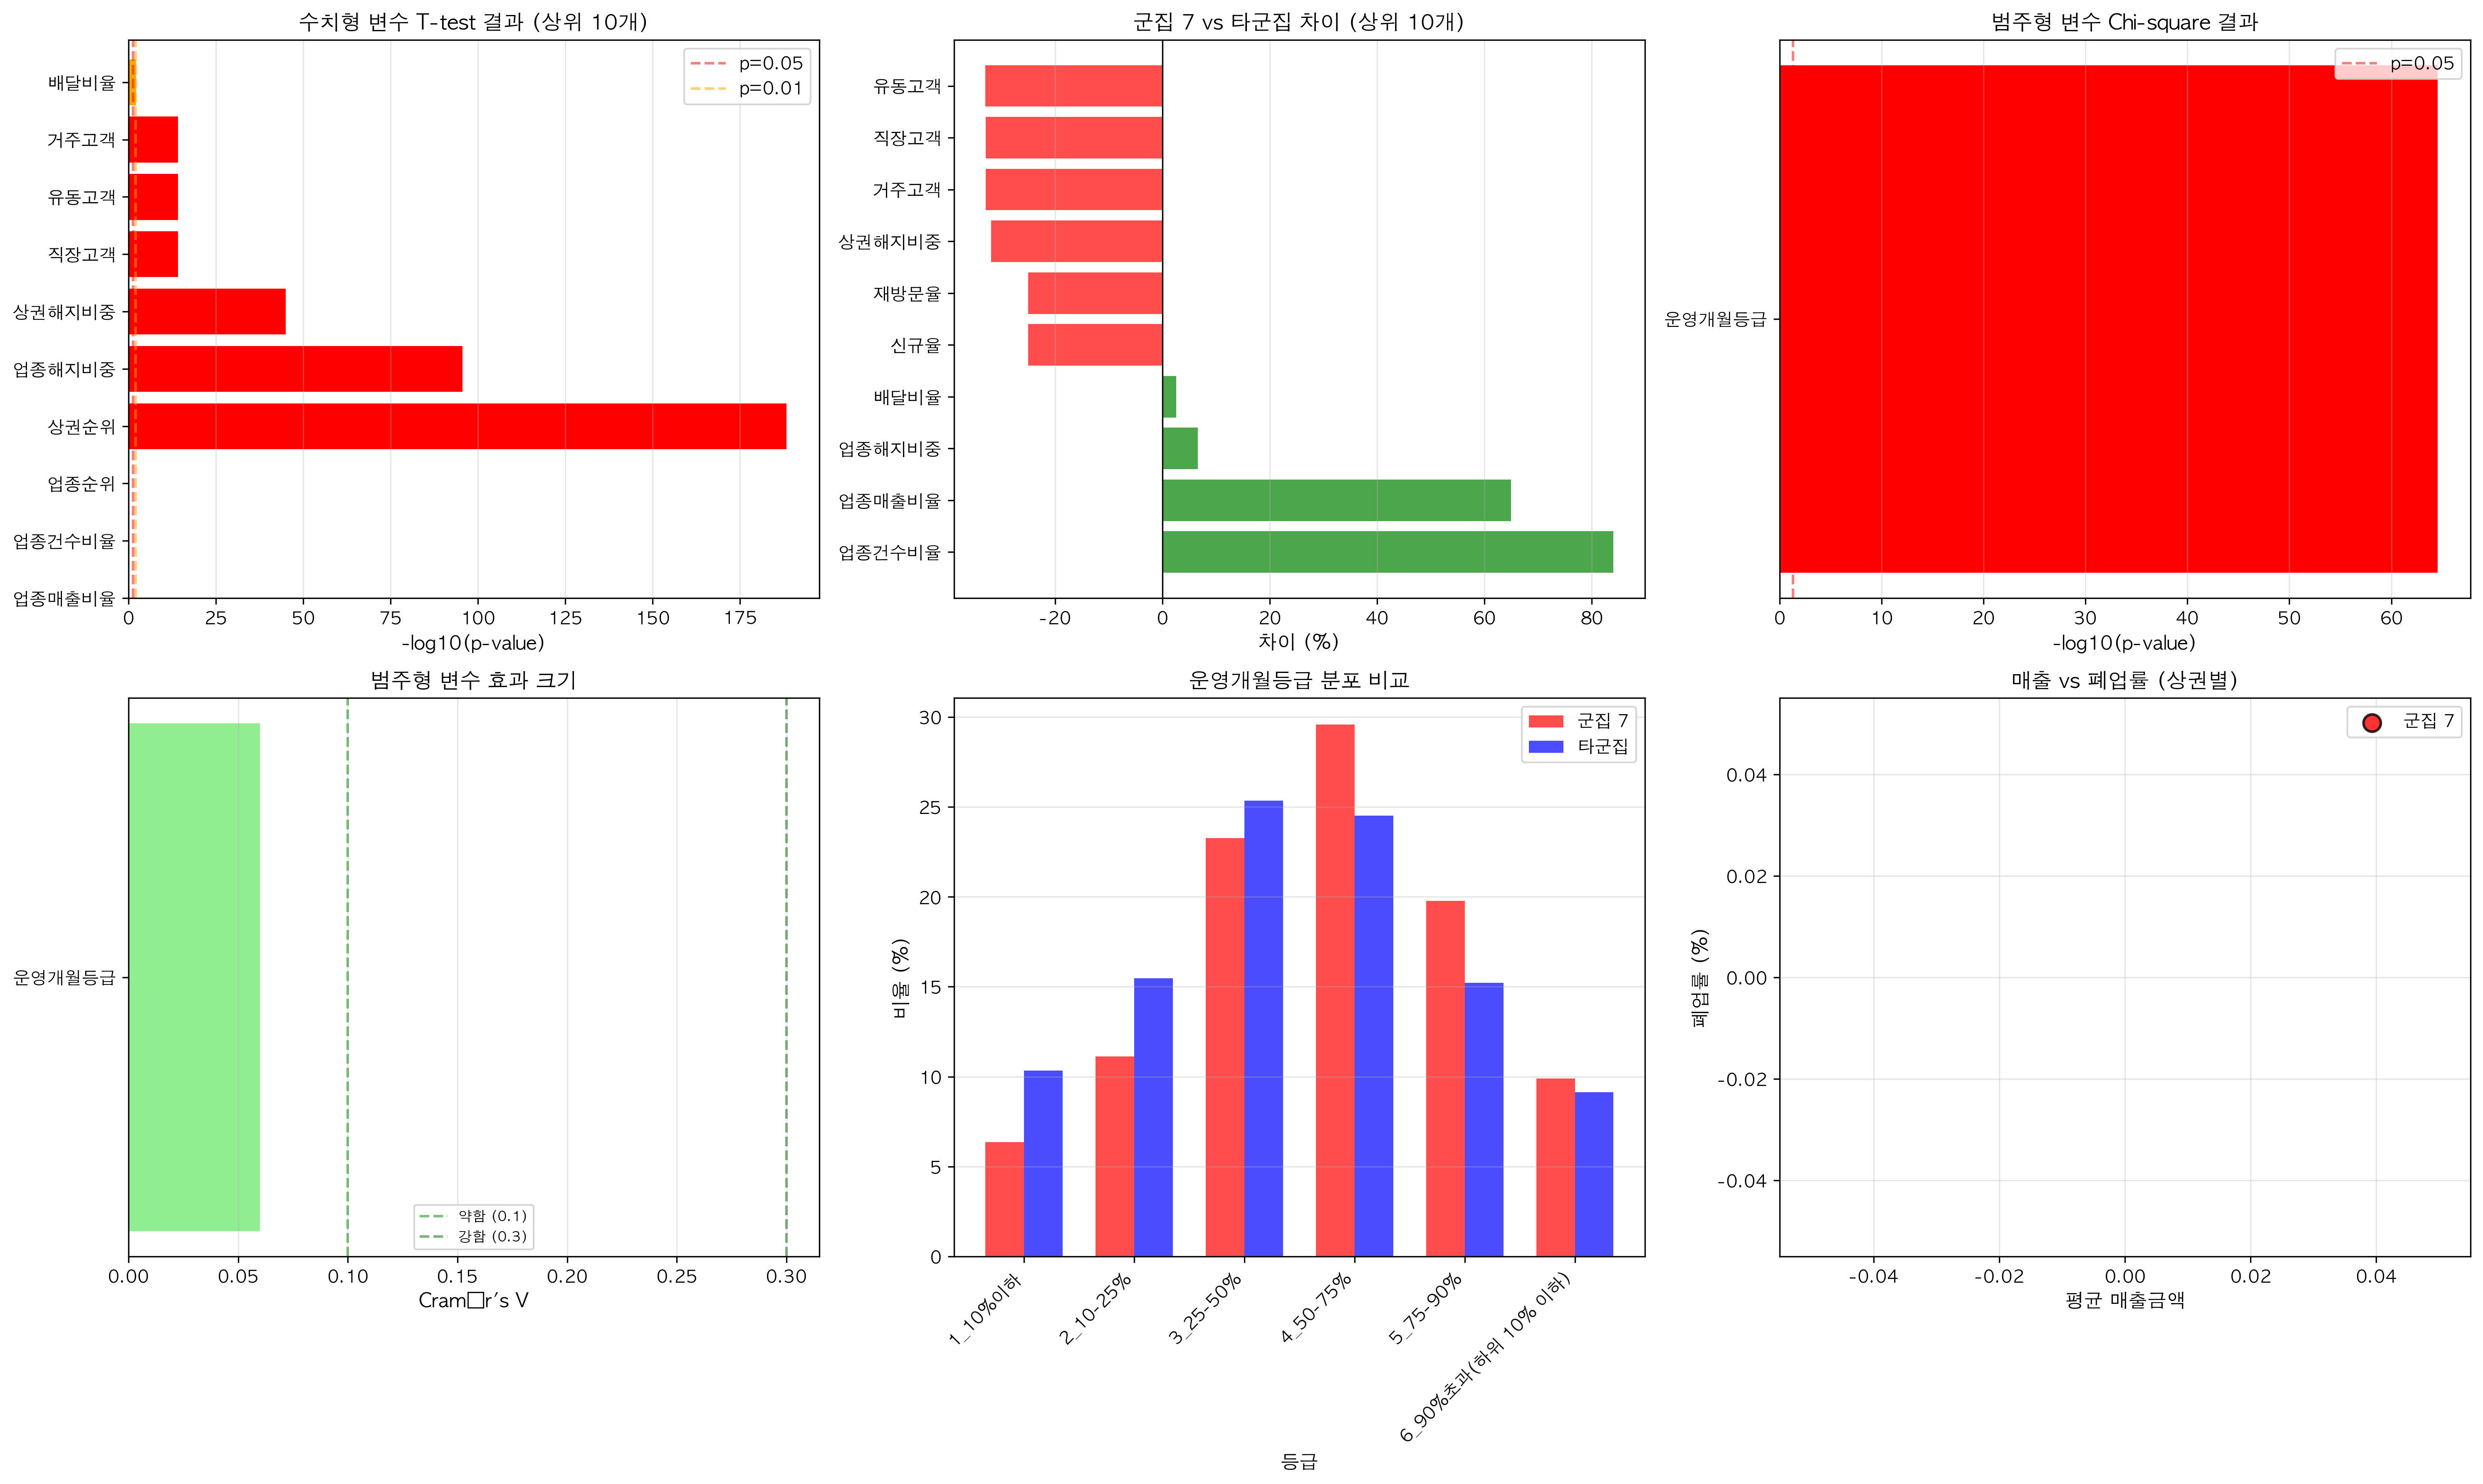 수치형 변수 T-test 결과 (상위 10개)
p=0.05
p=0.01
배달비율
거주고객
유동고객
직장고객
상권해지비중
업종해지비중
상권순위
업종순위
업종건수비율
업종매출비율
0 25 50 75 100 125 150 175
-log10(p-value)
군집 7 vs 타군집 차이 (상위 10개)
유동고객
직장고객
거주고객
상권해지비중
재방문율
신규율
배달비율
업종해지비중
업종매출비율
업종건수비율
-20 0 20 40 60 80
차이 (%)
범주형 변수 Chi-square 결과
p=0.05
운영개월등급
0 10 20 30 40 50 60
-log10(p-value)
범주형 변수 효과 크기
운영개월등급
약함 (0.1)
강함 (0.3)
0.00 0.05 0.10 0.15 0.20 0.25 0.30
Cram□r's V
운영개월등급 분포 비교
군집 7
타군집
비율 (%)
30
25
20
15
10
5
0
1_10%이하
2_10-25%
3_25-50%
4_50-75%
5_75-90%
6_90%초과(하위 10% 이하)
등급
매출 vs 폐업률 (상권별)
군집 7
폐업률 (%)
0.04
0.02
0.00
-0.02
-0.04
-0.04 -0.02 0.00 0.02 0.04
평균 매출금액